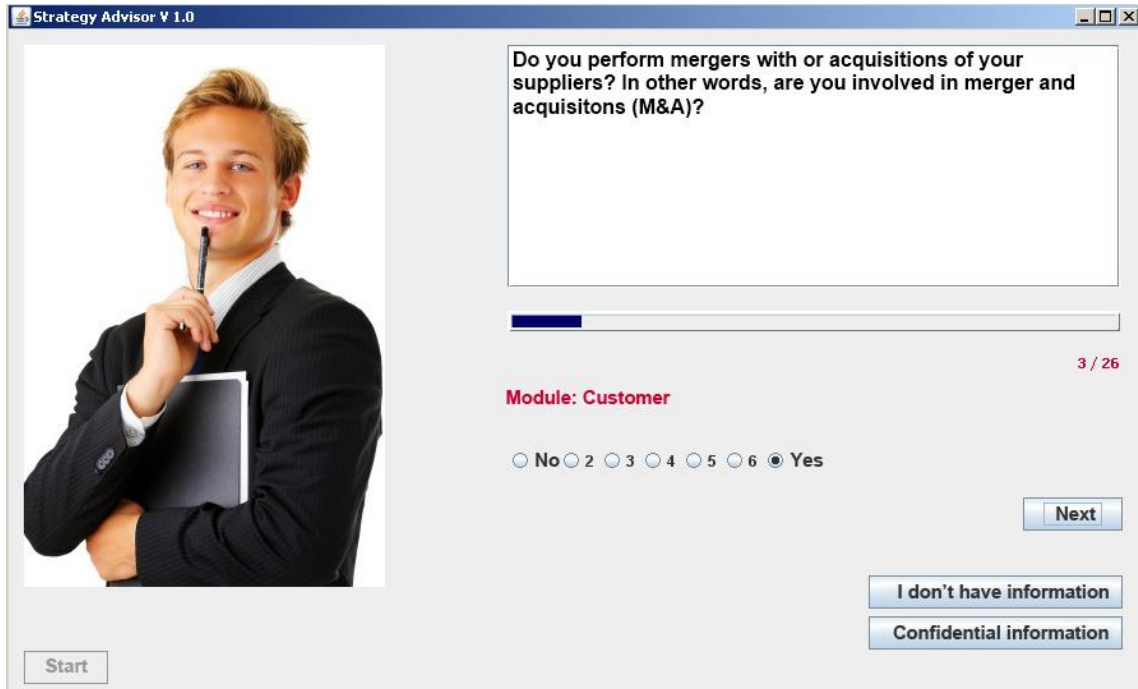 Strategy Advisor V 1.0
Do you perform mergers with or acquisitions of your
suppliers? In other words, are you involved in merger and
acquisitons (M&A)?
3 / 26
Module: Customer
No 2 3 4 5 6 Yes
Next
I don't have information
Confidential information
Start